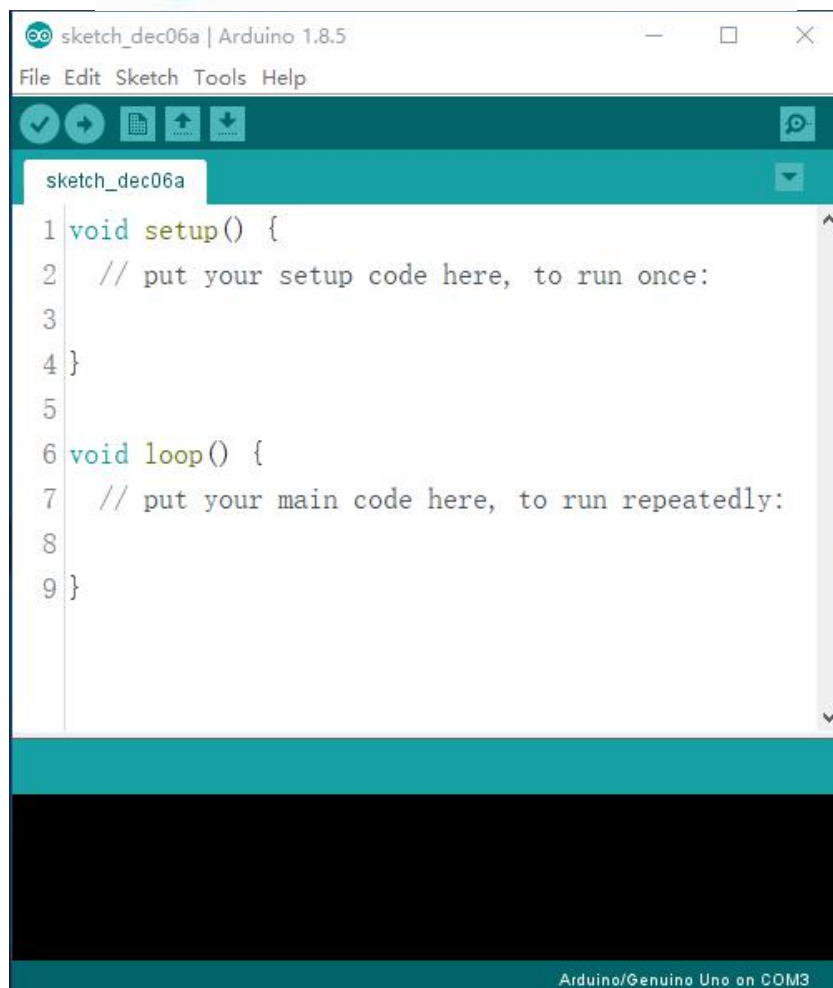 sketch_dec06a | Arduino 1.8.5
File Edit Sketch Tools Help
sketch_dec06a
1 void setup() {
2   // put your setup code here, to run once:
3
4 }
5
6 void loop() {
7   // put your main code here, to run repeatedly:
8
9 }
Arduino/Genuino Uno on COM3